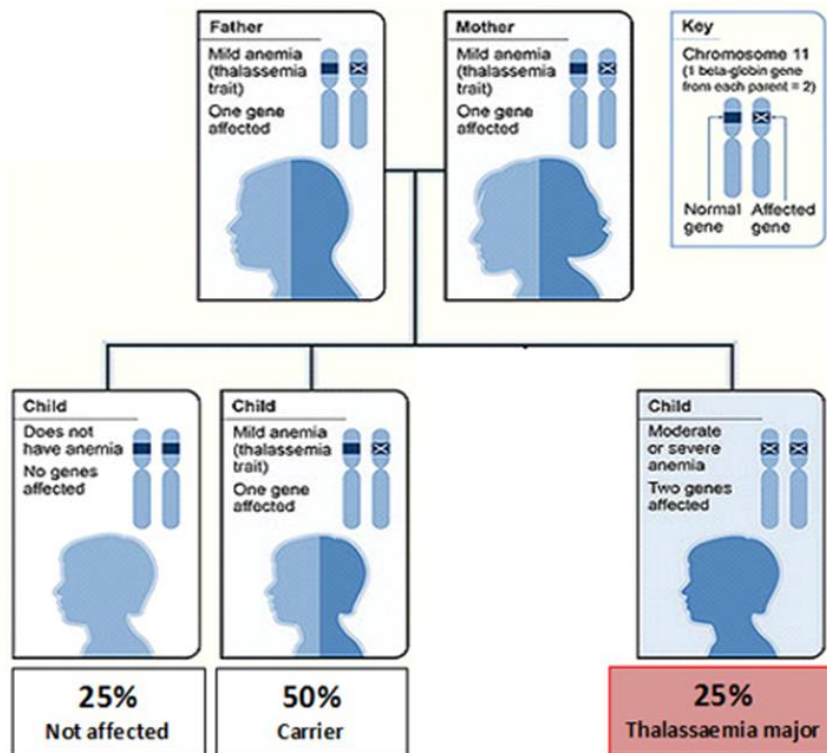 Father
Mild anemia
(thalassemia
trait)
One gene
affected
Mother
Mild anemia
(thalassemia
trait)
One gene
affected
Key
Chromosome 11
(1 beta-globin gene
from each parent = 2)
Normal
gene
Affected
gene
Child
Does not
have anemia
No genes
affected
Child
Mild anemia
(thalassemia
trait)
One gene
affected
Child
Moderate
or severe
anemia
Two genes
affected
25%
Not affected
50%
Carrier
25%
Thalassaemia major